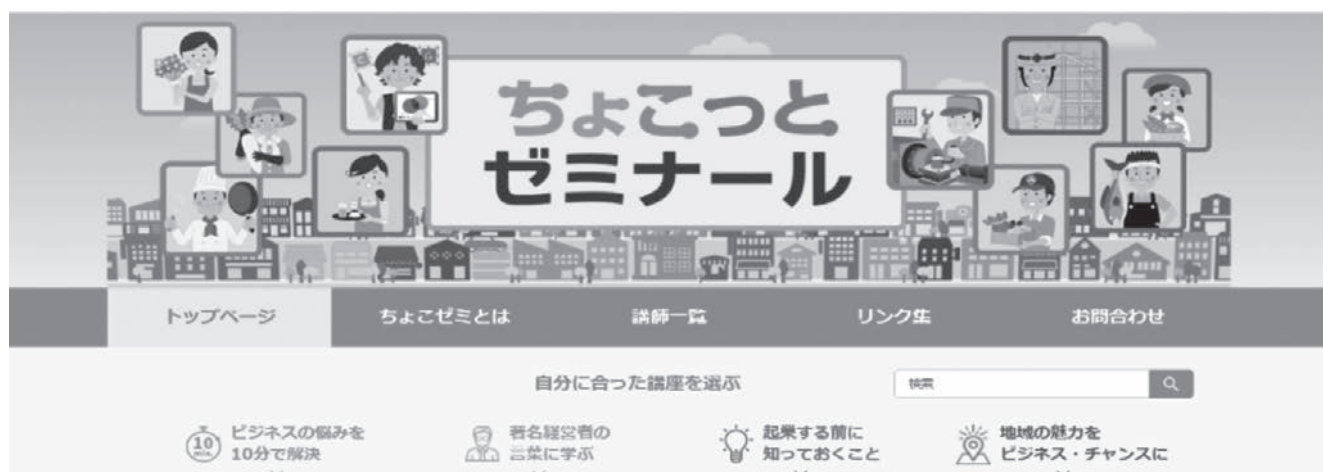 ちょこっと
ゼミナール
トップページ
ちょこゼミとは
講師一覧
リンク集
お問合わせ
自分に合った講座を選ぶ
検索
10
min.
ビジネスの悩みを
10分で解決
著名経営者の
言葉に学ぶ
起業する前に
知っておくこと
地域の魅力を
ビジネス・チャンスに